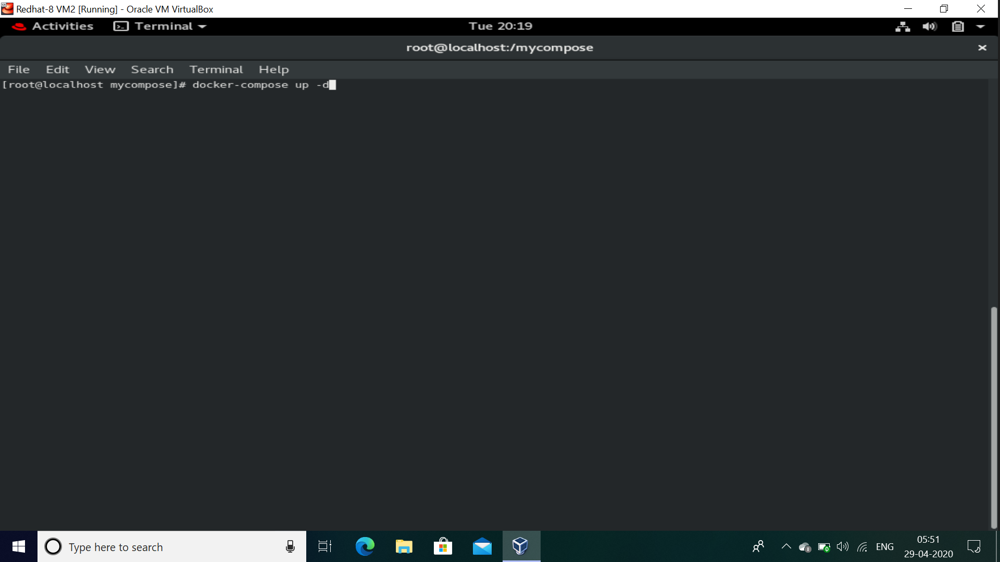 Redhat-8 VM2 [Running] - Oracle VM VirtualBox
Activities Terminal Tue 20:19
root@localhost:/mycompose
File Edit View Search Terminal Help
[root@localhost mycompose]# docker-compose up -d
Type here to search
ENG
05:51
29-04-2020